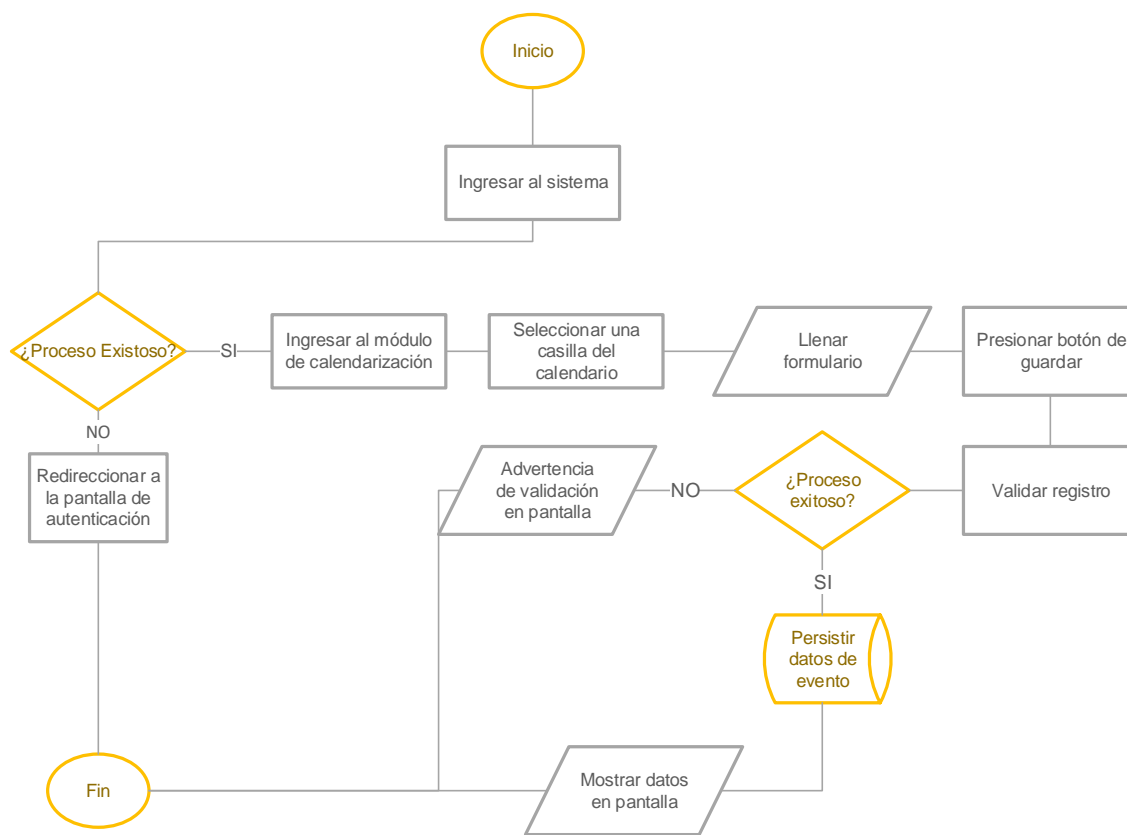 Inicio
Ingresar al sistema
¿Proceso Existoso?
SI
Ingresar al módulo
de calendarización
Seleccionar una
casilla del
calendario
Llenar
formulario
Presionar botón de
guardar
NO
Redireccionar a
la pantalla de
autenticación
Advertencia
de validación
en pantalla
NO
¿Proceso
exitoso?
Validar registro
SI
Persistir
datos de
evento
Mostrar datos
en pantalla
Fin